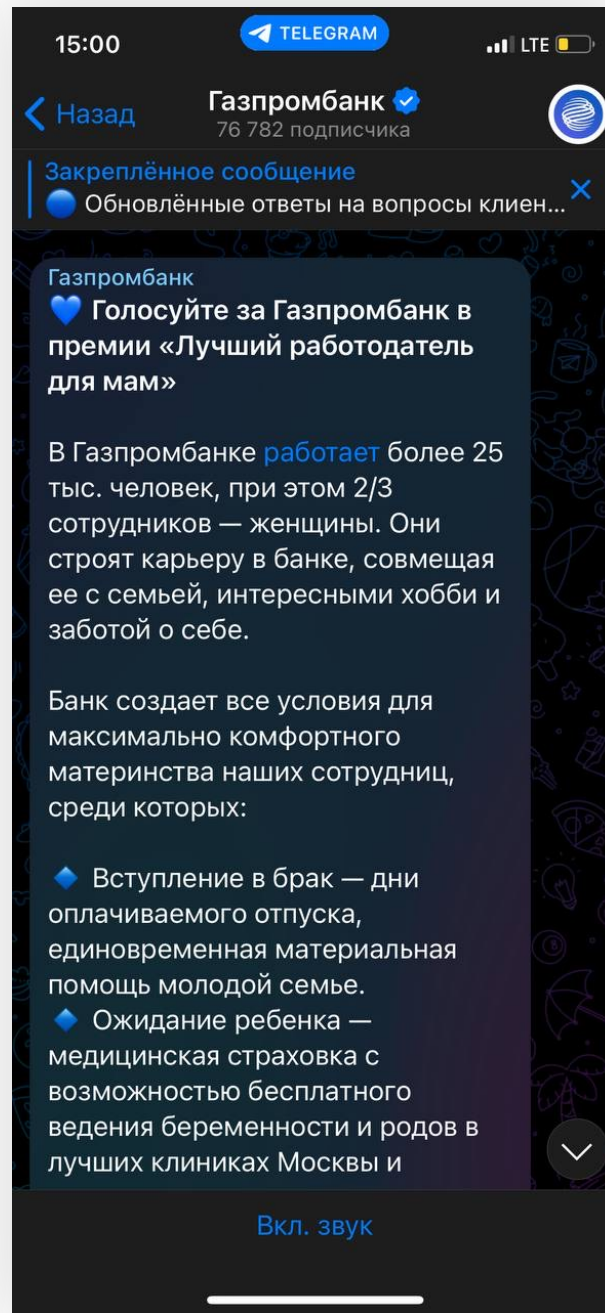 15:00
TELEGRAM
LTE
Назад
Газпромбанк
76 782 подписчика
Закреплённое сообщение
Обновлённые ответы на вопросы клиен...
Газпромбанк
Голосуйте за Газпромбанк в
премии «Лучший работодатель
для мам»
В Газпромбанке работает более 25
тыс. человек, при этом 2/3
сотрудников — женщины. Они
строят карьеру в банке, совмещая
ее с семьей, интересными хобби и
заботой о себе.
Банк создает все условия для
максимально комфортного
материнства наших сотрудниц,
среди которых:
Вступление в брак — дни
оплачиваемого отпуска,
единовременная материальная
помощь молодой семье.
Ожидание ребенка —
медицинская страховка с
возможностью бесплатного
ведения беременности и родов в
лучших клиниках Москвы и
Вкл. звук